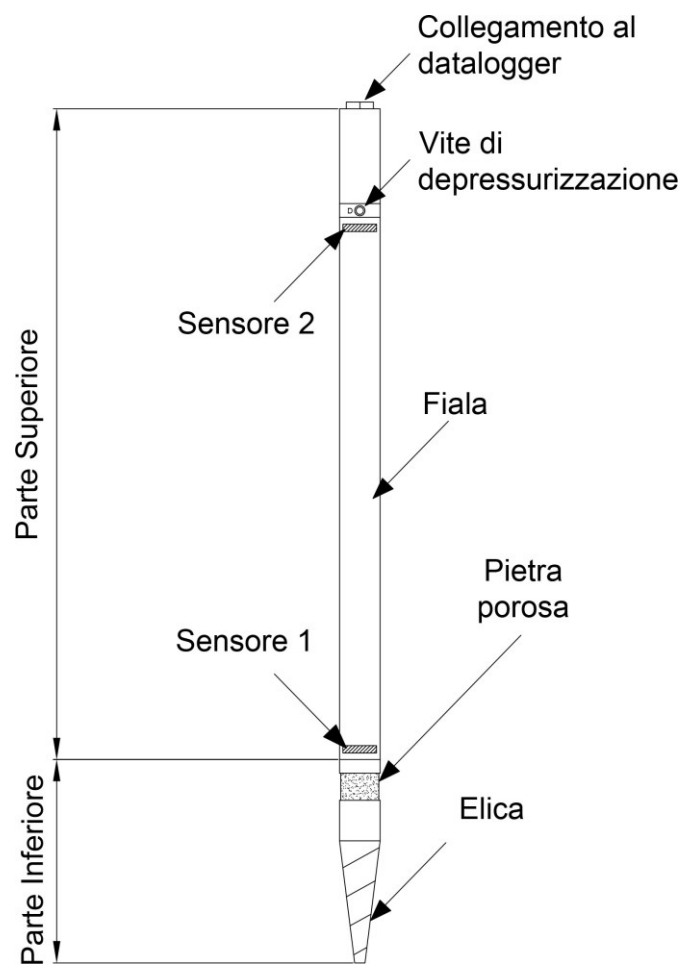 Collegamento al
datalogger
Vite di
depressurizzazione
D
Sensore 2
Parte Superiore
Fiala
Pietra
porosa
Sensore 1
Elica
Parte Inferiore